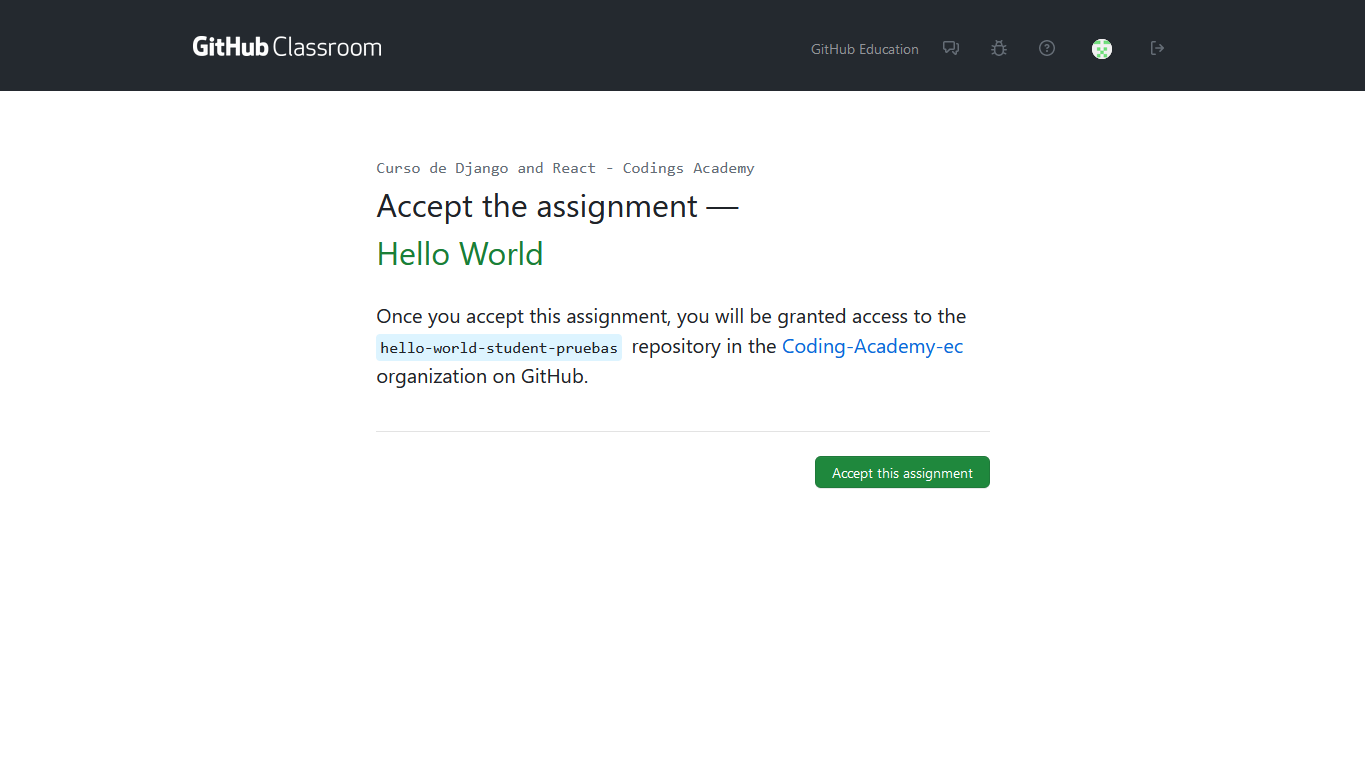 GitHub Classroom
GitHub Education
Curso de Django and React - Codings Academy
Accept the assignment —
Hello World
Once you accept this assignment, you will be granted access to the
hello-world-student-pruebas repository in the Coding-Academy-ec
organization on GitHub.
Accept this assignment